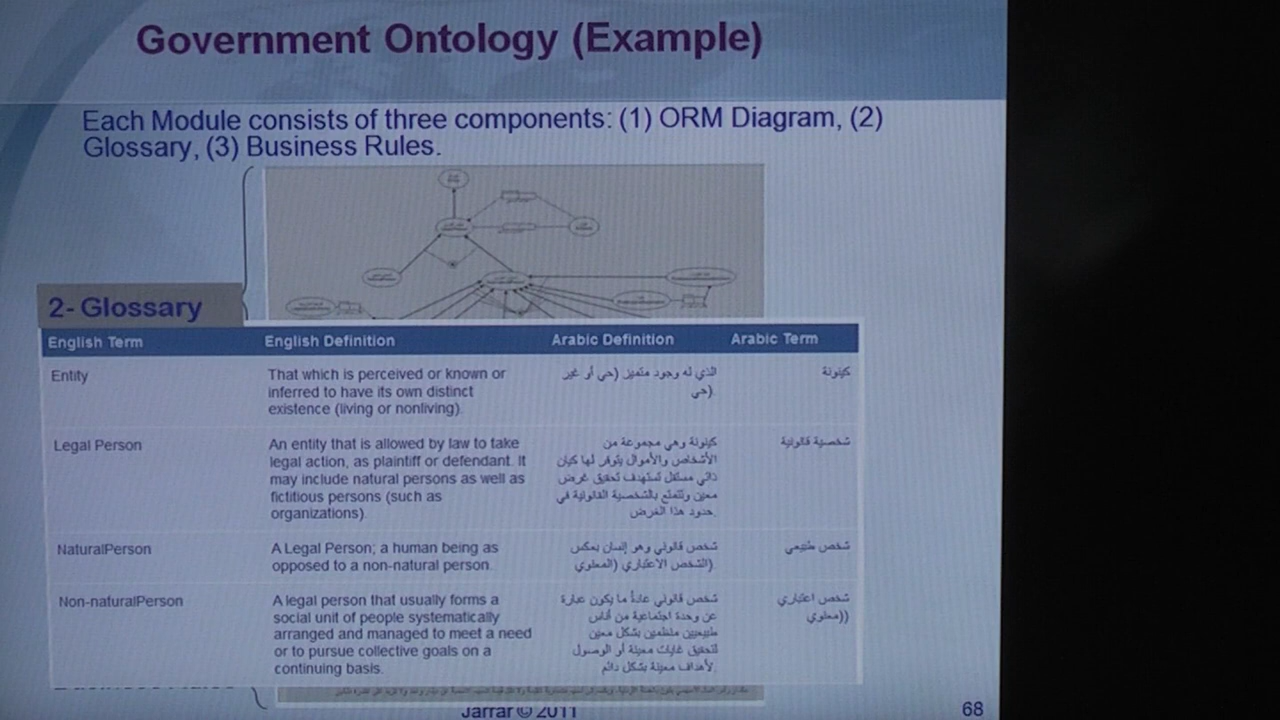 Government Ontology (Example)
Each Module consists of three components: (1) ORM Diagram, (2)
Glossary, (3) Business Rules.
2- Glossary
English Term English Definition Arabic Definition Arabic Term
Entity
That which is perceived or known or
inferred to have its own distinct
existence (living or nonliving).
الذي له وجود متميز (حي أو غير
حي).
كينونة
Legal Person
An entity that is allowed by law to take
legal action, as plaintiff or defendant. It
may include natural persons as well as
fictitious persons (such as
organizations).
كينونة وهي مجموعة من
الأشخاص والأموال يتوفر لها كيان
ذاتي مستقل تستهدف تحقيق غرض
معين وتتمتع بالشخصية القانونية في
حدود هذا الغرض.
شخصية قانونية
NaturalPerson
A Legal Person; a human being as
opposed to a non-natural person.
شخص قانوني وهو إنسان بعكس
الشخص الاعتباري (المعنوي).
شخص طبيعي
Non-naturalPerson
A legal person that usually forms a
social unit of people systematically
arranged and managed to meet a need
or to pursue collective goals on a
continuing basis.
شخص قانوني عادة ما يكون عبارة
عن وحدة اجتماعية من أناس
طبيعيين منظمين بشكل معين
لتحقيق غايات معينة أو الوصول
لأهداف معينة بشكل دائم.
شخص اعتباري
((معنوي
Jarrar © 2011
68